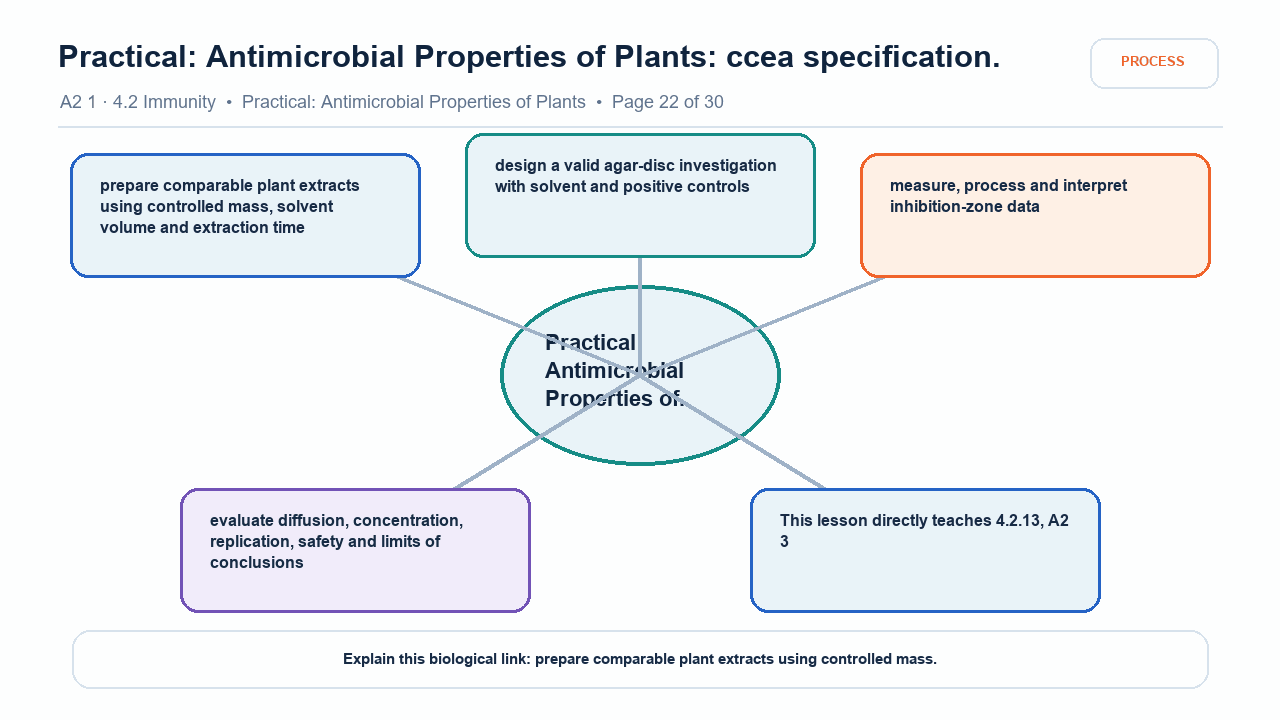 Practical: Antimicrobial Properties of Plants: ccea specification.
PROCESS
A2 1 · 4.2 Immunity • Practical: Antimicrobial Properties of Plants • Page 22 of 30
prepare comparable plant extracts
using controlled mass, solvent
volume and extraction time
design a valid agar-disc investigation
with solvent and positive controls
measure, process and interpret
inhibition-zone data
Practical
Antimicrobial
Properties of.
evaluate diffusion, concentration,
replication, safety and limits of
conclusions
This lesson directly teaches 4.2.13, A2
3
Explain this biological link: prepare comparable plant extracts using controlled mass.